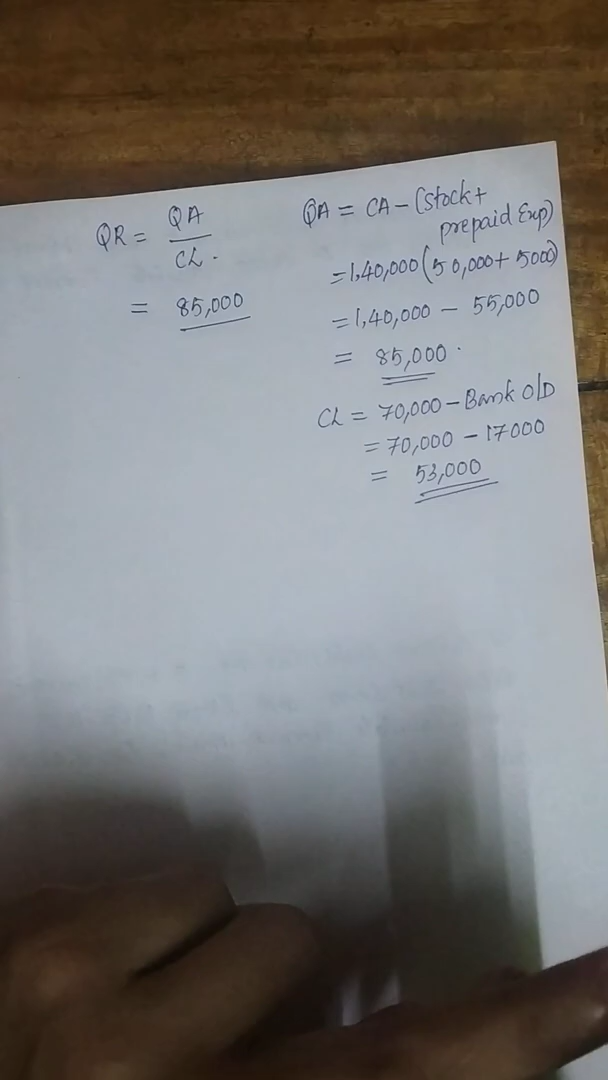 QR = QA / CL.
= 85,000
QA = CA - (stock +
prepaid Exp)
= 1,40,000 (50,000 + 5000)
= 1,40,000 - 55,000
= 85,000.
CL = 70,000 - Bank O/D
= 70,000 - 17000
= 53,000